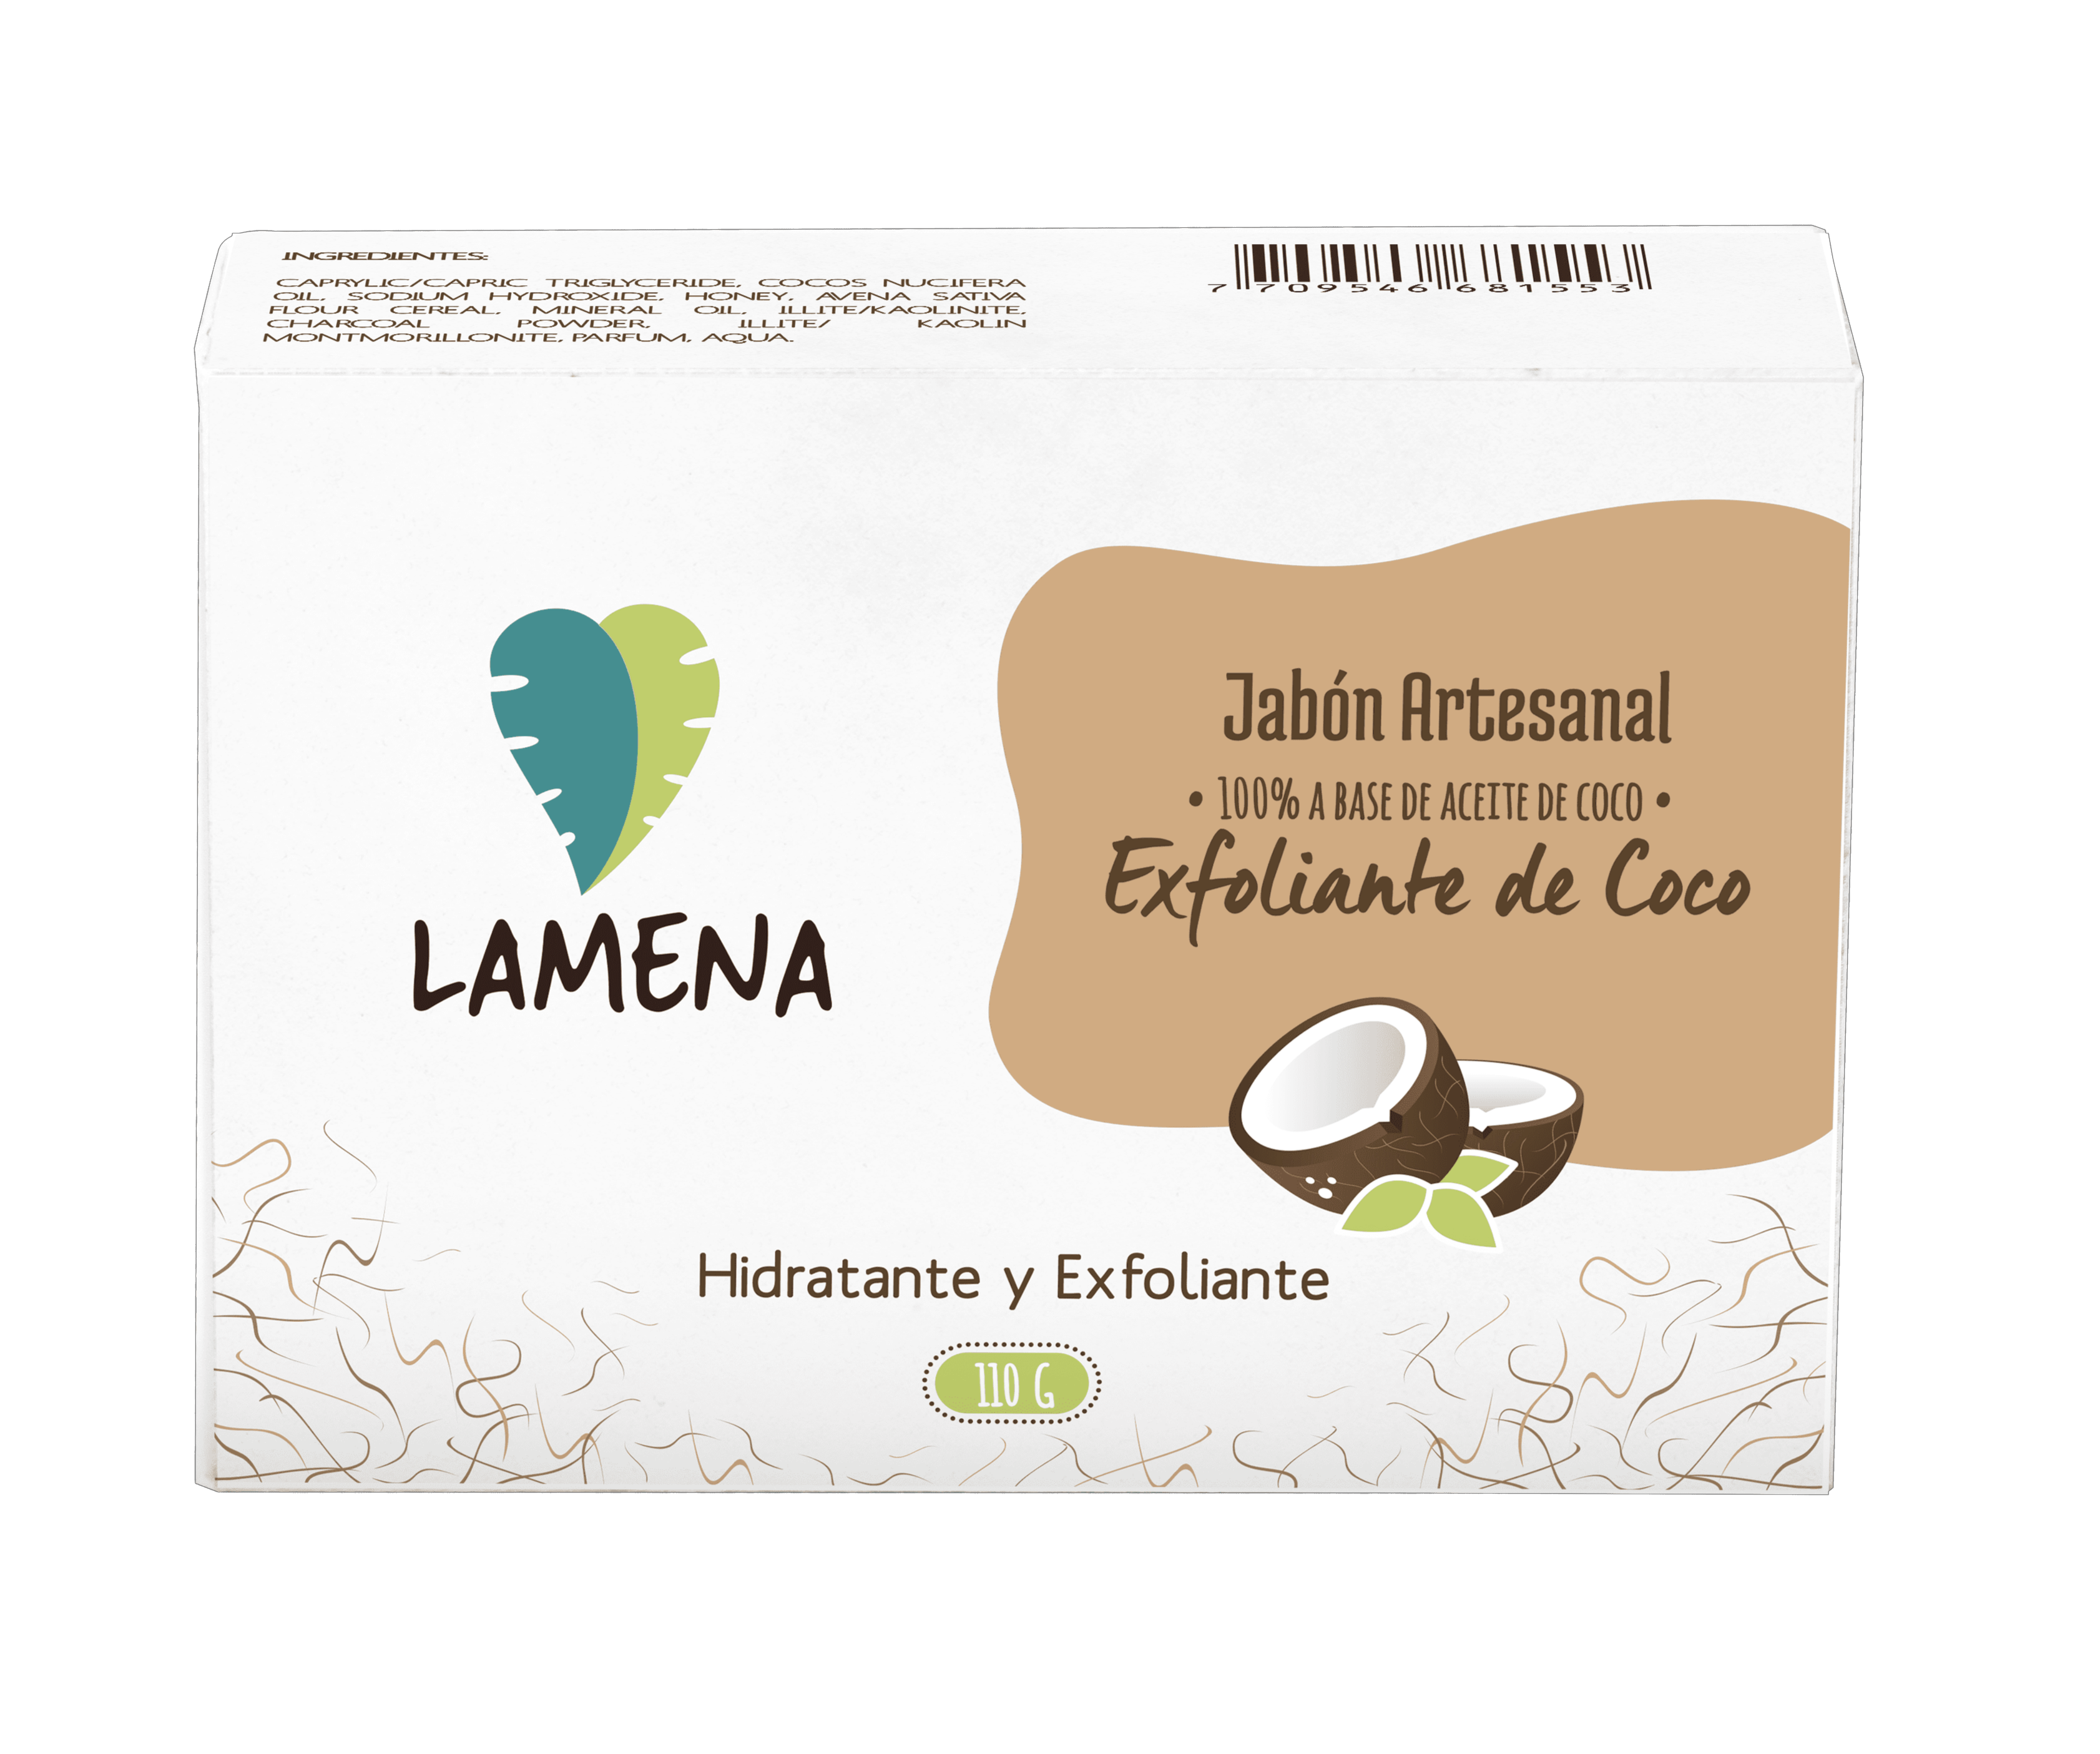 INGREDIENTES:
CAPRYLIC/CAPRIC TRIGLYCERIDE, COCOS NUCIFERA
OIL, SODIUM HYDROXIDE, HONEY, AVENA SATIVA
FLOUR CEREAL, MINERAL OIL, ILLITE/KAOLINITE,
CHARCOAL POWDER, ILLITE/ KAOLIN
MONTMORILLONITE, PARFUM, AQUA.
7 709546 681553
LAMENA
Jabón Artesanal
• 100% A BASE DE ACEITE DE COCO •
Exfoliante de Coco
Hidratante y Exfoliante
110 G